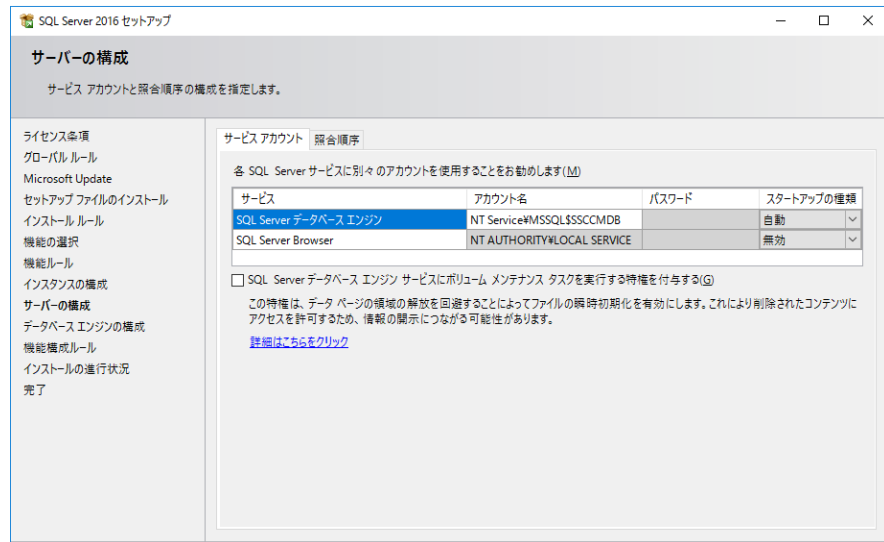 SQL Server 2016 セットアップ
サーバーの構成
サービス アカウントと照合順序の構成を指定します。
ライセンス条項
グローバル ルール
Microsoft Update
セットアップ ファイルのインストール
インストール ルール
機能の選択
機能ルール
インスタンスの構成
サーバーの構成
データベース エンジンの構成
機能構成ルール
インストールの進行状況
完了
サービス アカウント 照合順序
各 SQL Server サービスに別々のアカウントを使用することをお勧めします(M)
サービス アカウント名 パスワード スタートアップの種類
SQL Server データベース エンジン NT Service¥MSSQL$SSCCMDB 自動
SQL Server Browser NT AUTHORITY¥LOCAL SERVICE 無効
SQL Server データベース エンジン サービスにボリューム メンテナンス タスクを実行する特権を付与する(G)
この特権は、データ ページの領域の解放を回避することによってファイルの瞬時初期化を有効にします。これにより削除されたコンテンツに
アクセスを許可するため、情報の開示につながる可能性があります。
詳細はこちらをクリック